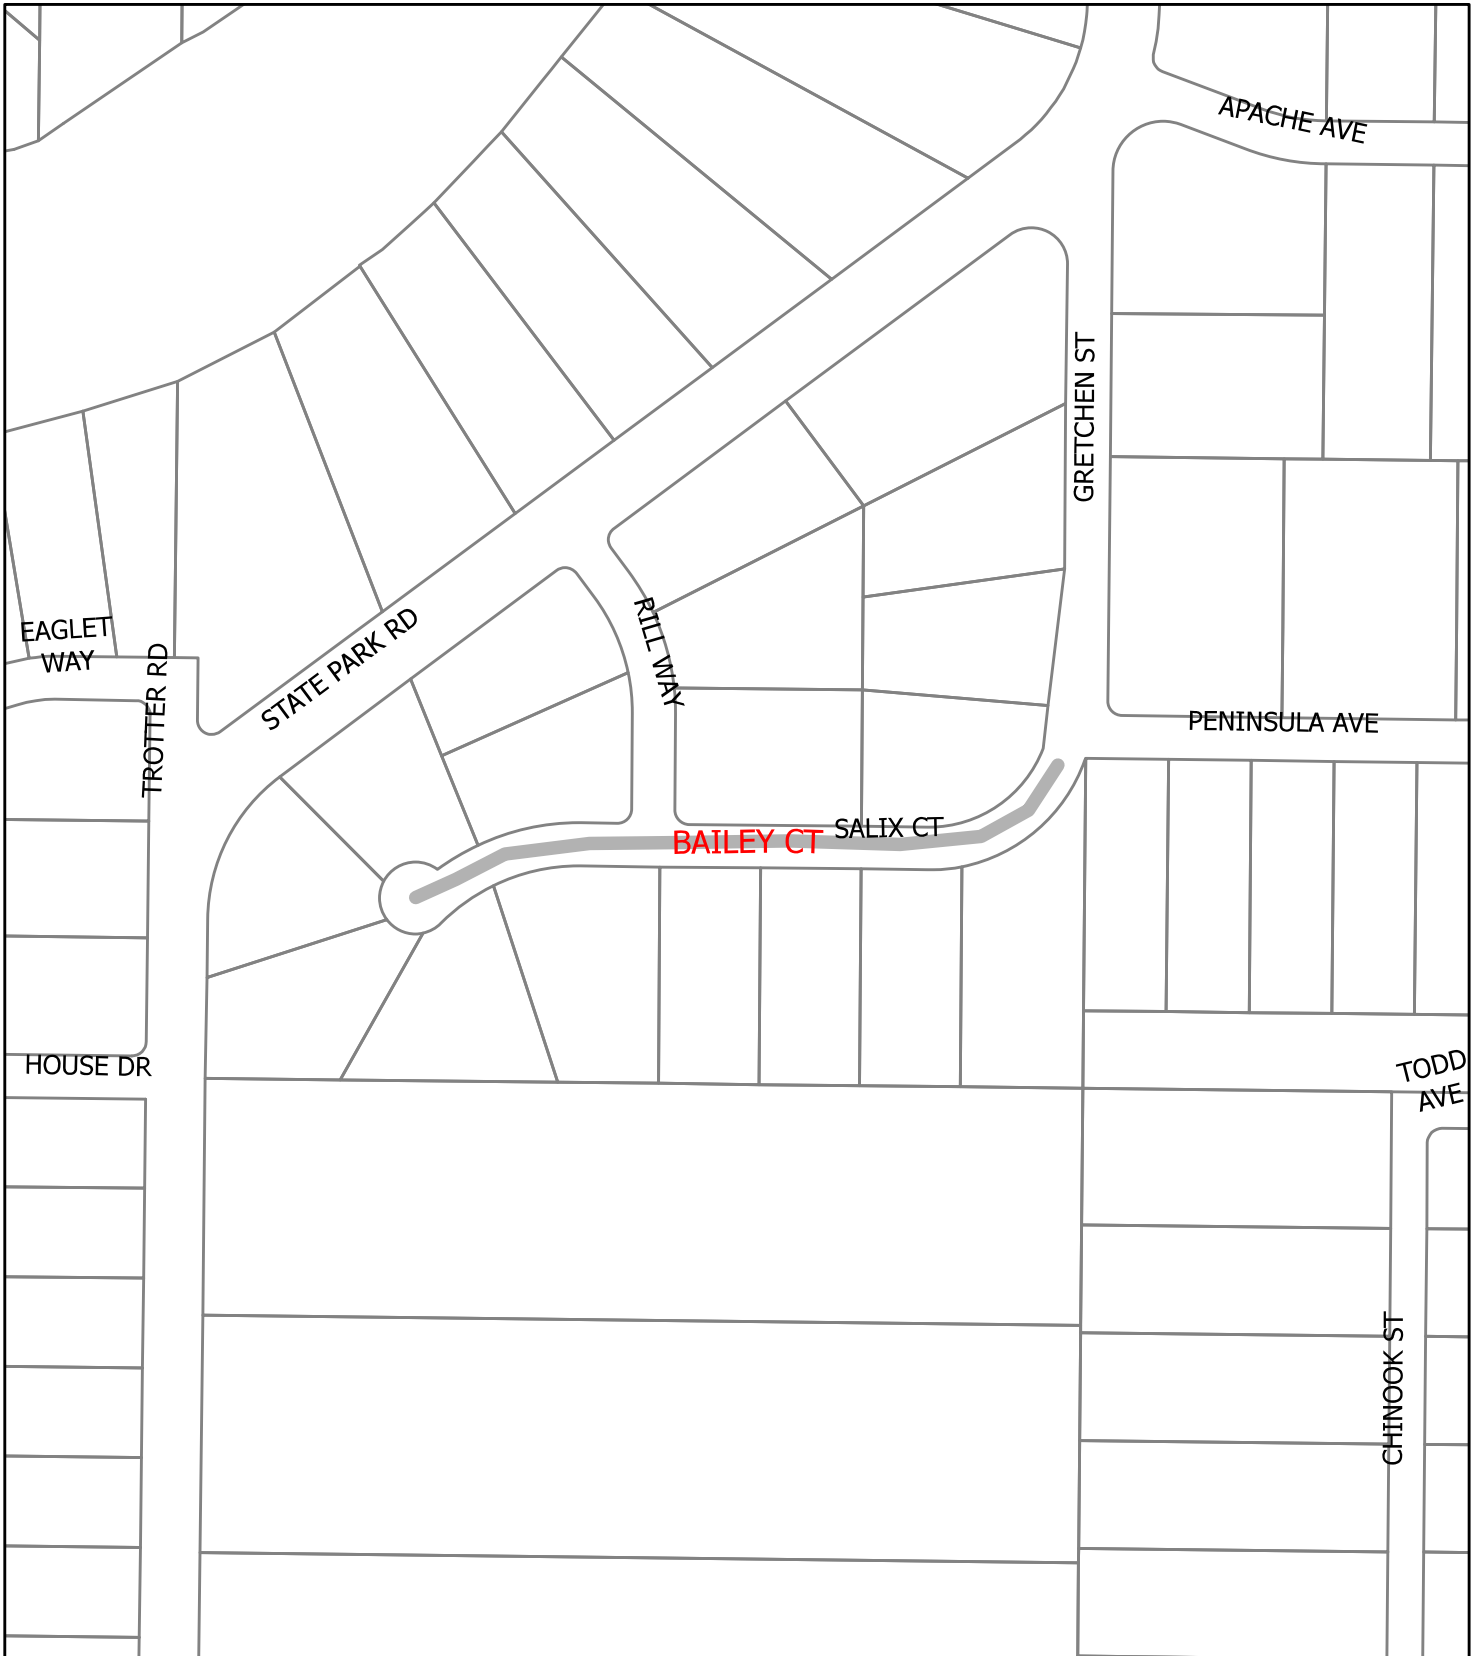 APACHE AVE
GRETCHEN ST
EAGLET
WAY
TROTTER RD
STATE PARK RD
RILL WAY
PENINSULA AVE
BAILEY CT
SALIX CT
HOUSE DR
TODD
AVE
CHINOOK ST